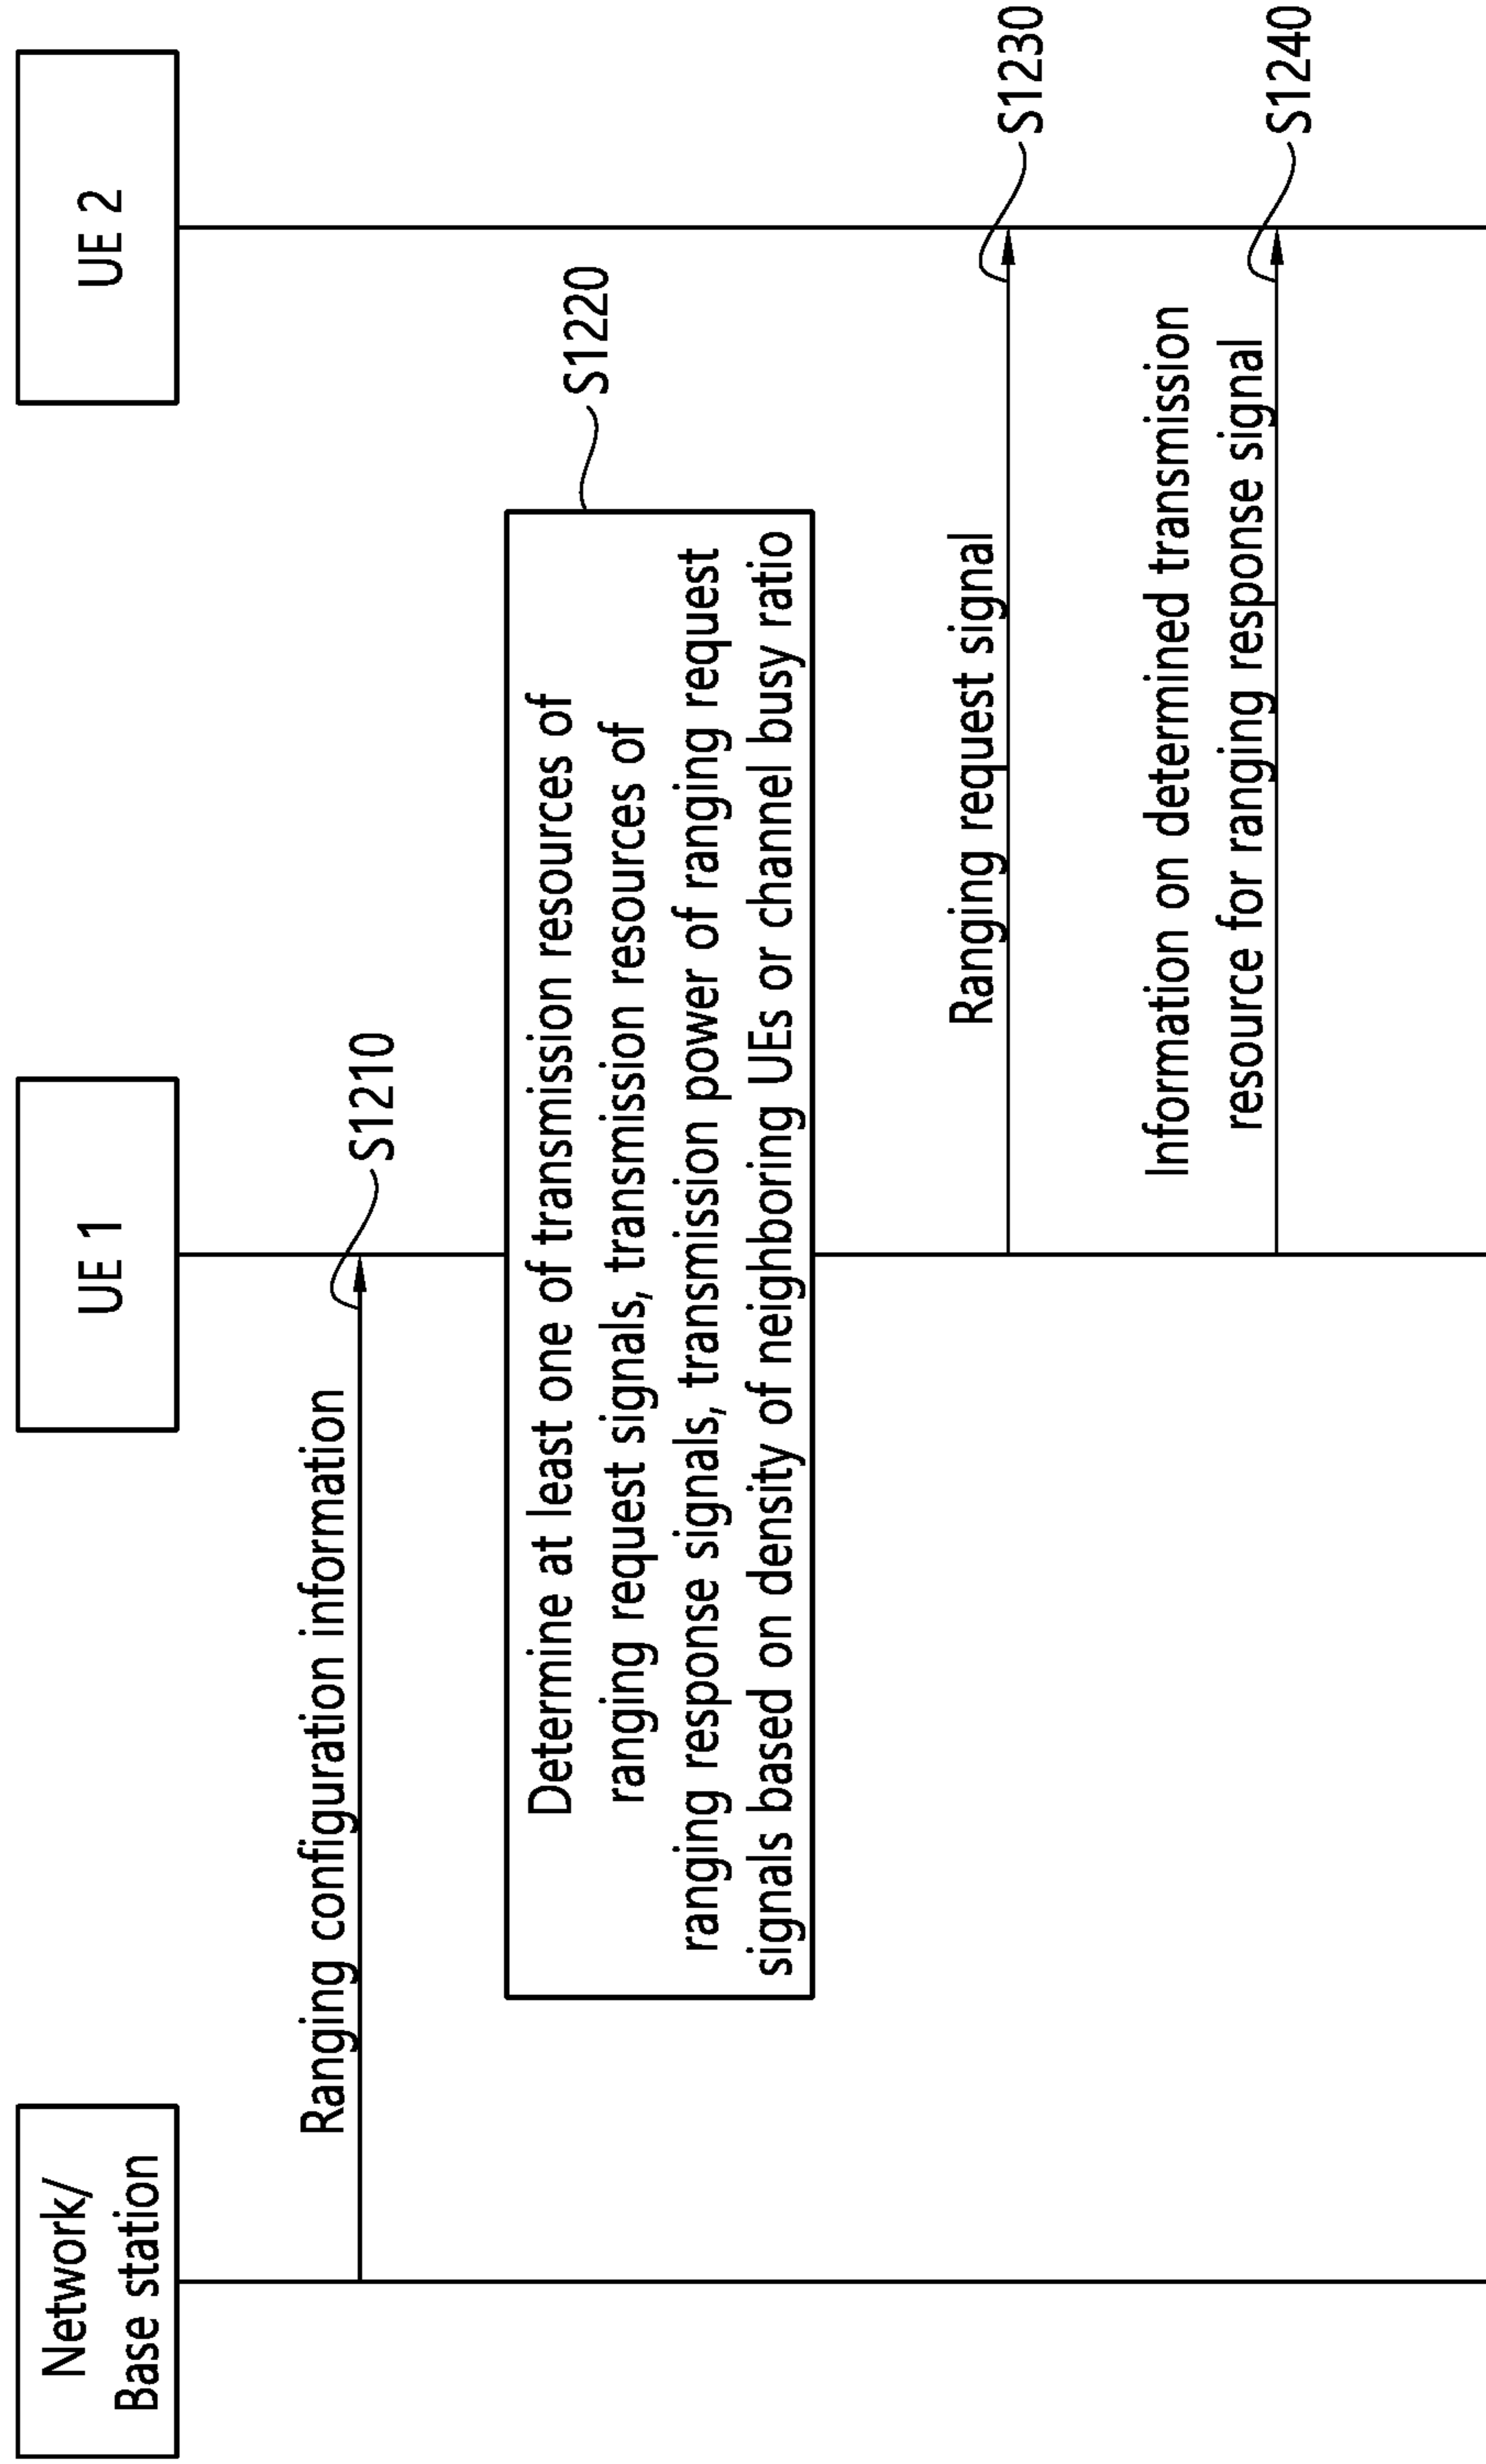 Network/
Base station
UE 1
UE 2
Ranging configuration information
S1210
Determine at least one of transmission resources of
ranging request signals, transmission resources of
ranging response signals, transmission power of ranging request
signals based on density of neighboring UEs or channel busy ratio
S1220
Ranging request signal
S1230
Information on determined transmission
resource for ranging response signal
S1240